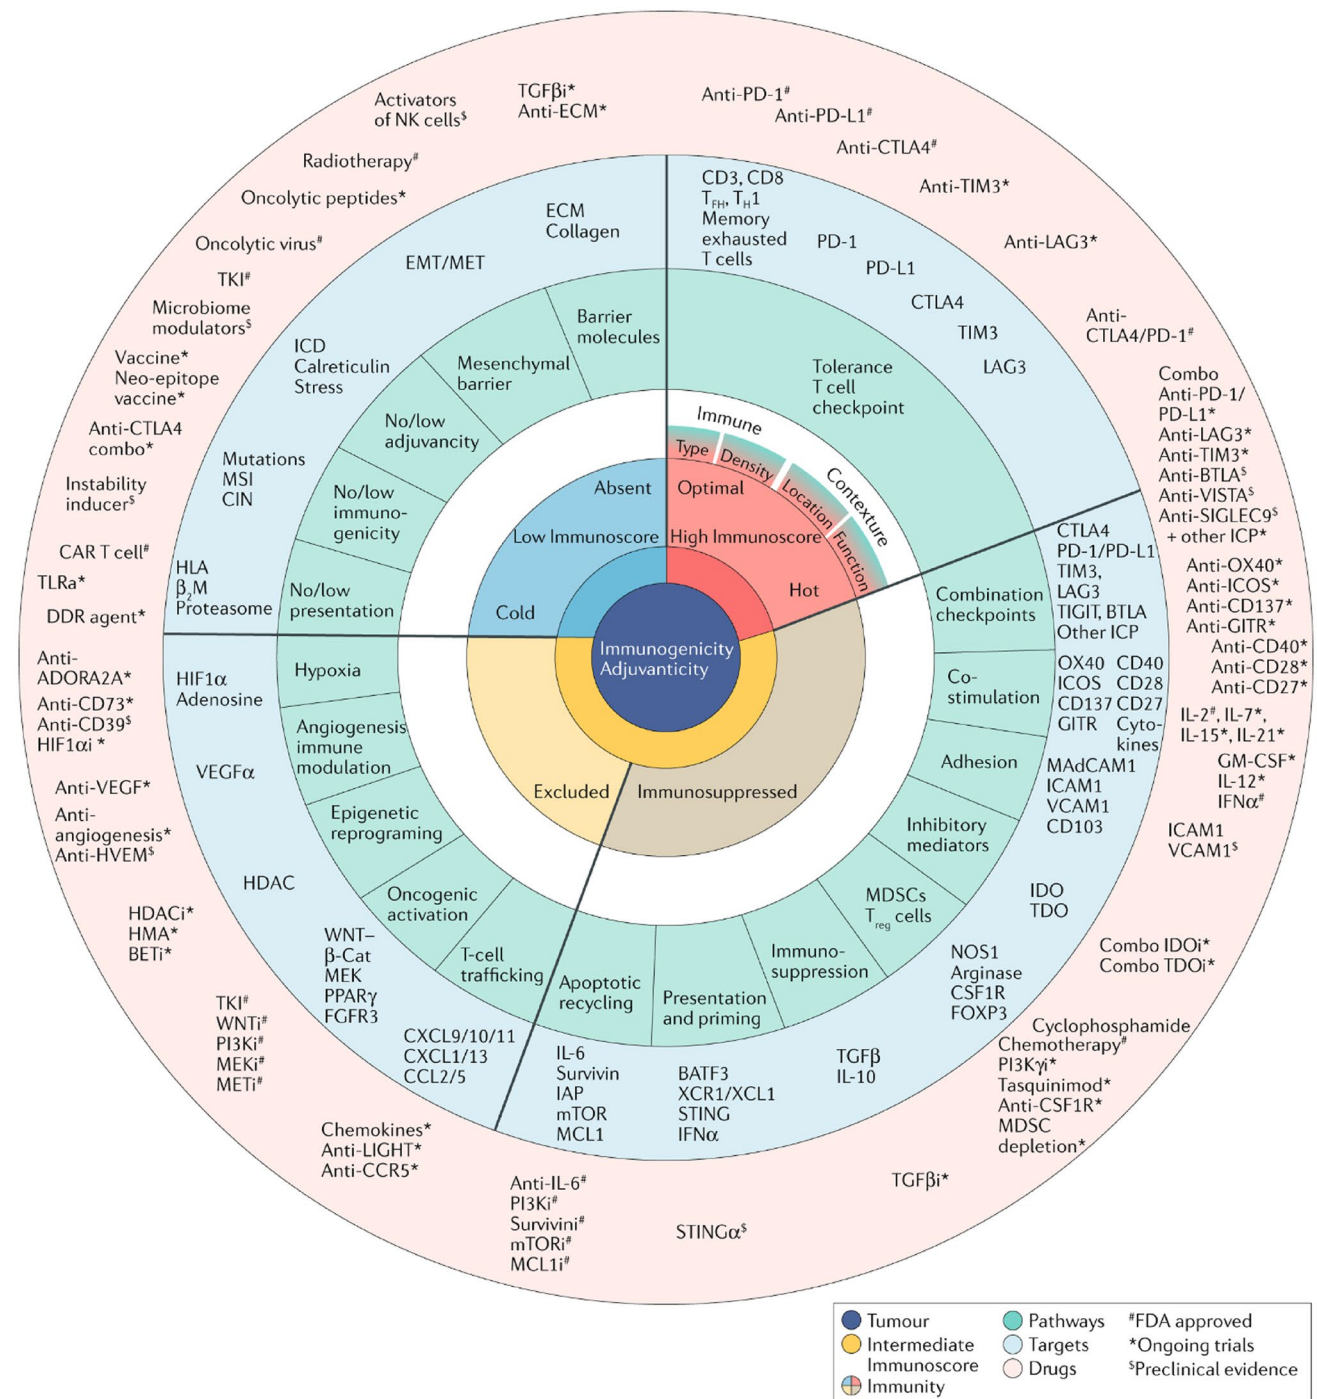 Activators
of NK cells$
TGFβi*
Anti-ECM*
Anti-PD-1#
Anti-PD-L1#
Anti-CTLA4#
Anti-TIM3*
Anti-LAG3*
Anti-
CTLA4/PD-1#
Combo
Anti-PD-1/
PD-L1*
Anti-LAG3*
Anti-TIM3*
Anti-BTLA$
Anti-VISTA$
Anti-SIGLEC9$
+ other ICP*
Anti-OX40*
Anti-ICOS*
Anti-CD137*
Anti-GITR*
Anti-CD40*
Anti-CD28*
Anti-CD27*
IL-2#, IL-7*,
IL-15*, IL-21*
GM-CSF*
IL-12*
IFNα#
ICAM1
VCAM1$
Combo IDOi*
Combo TDOi*
Cyclophosphamide
Chemotherapy#
PI3Kγi*
Tasquinimod*
Anti-CSF1R*
MDSC
depletion*
TGFβi*
STINGα$
Anti-IL-6#
PI3Ki#
Survivini#
mTORi#
MCL1i#
Chemokines*
Anti-LIGHT*
Anti-CCR5*
TKI#
WNTi#
PI3Ki#
MEKi#
METi#
HDACi*
HMA*
BETi*
Anti-VEGF*
Anti-
angiogenesis*
Anti-HVEM$
Anti-
ADORA2A*
Anti-CD73*
Anti-CD39$
HIF1αi *
DDR agent*
TLRa*
CAR T cell#
Instability
inducer$
Anti-CTLA4
combo*
Vaccine*
Neo-epitope
vaccine*
Microbiome
modulators$
TKI#
Oncolytic virus#
Oncolytic peptides*
Radiotherapy#
ECM
Collagen
EMT/MET
ICD
Calreticulin
Stress
Mutations
MSI
CIN
HLA
β2M
Proteasome
CD3, CD8
TFH, TH1
Memory
exhausted
T cells
PD-1
PD-L1
CTLA4
TIM3
LAG3
CTLA4
PD-1/PD-L1
TIM3,
LAG3
TIGIT, BTLA
Other ICP
OX40 CD40
ICOS CD28
CD137 CD27
GITR Cyto-
kines
MAdCAM1
ICAM1
VCAM1
CD103
IDO
TDO
NOS1
Arginase
CSF1R
FOXP3
TGFβ
IL-10
BATF3
XCR1/XCL1
STING
IFNα
IL-6
Survivin
IAP
mTOR
MCL1
CXCL9/10/11
CXCL1/13
CCL2/5
WNT–
β-Cat
MEK
PPARγ
FGFR3
HDAC
VEGFα
HIF1α
Adenosine
Barrier
molecules
Mesenchymal
barrier
No/low
adjuvancity
No/low
immuno-
genicity
No/low
presentation
Hypoxia
Angiogenesis
immune
modulation
Epigenetic
reprograming
Oncogenic
activation
T-cell
trafficking
Apoptotic
recycling
Presentation
and priming
Immuno-
suppression
MDSCs
Treg cells
Inhibitory
mediators
Adhesion
Co-
stimulation
Combination
checkpoints
Tolerance
T cell
checkpoint
Immune
Contexture
Type
Density
Location
Function
Absent
Low Immunoscore
Cold
Optimal
High Immunoscore
Hot
Immunogenicity
Adjuvanticity
Excluded
Immunosuppressed
Tumour
Intermediate
Immunoscore
Immunity
Pathways
Targets
Drugs
#FDA approved
*Ongoing trials
$Preclinical evidence